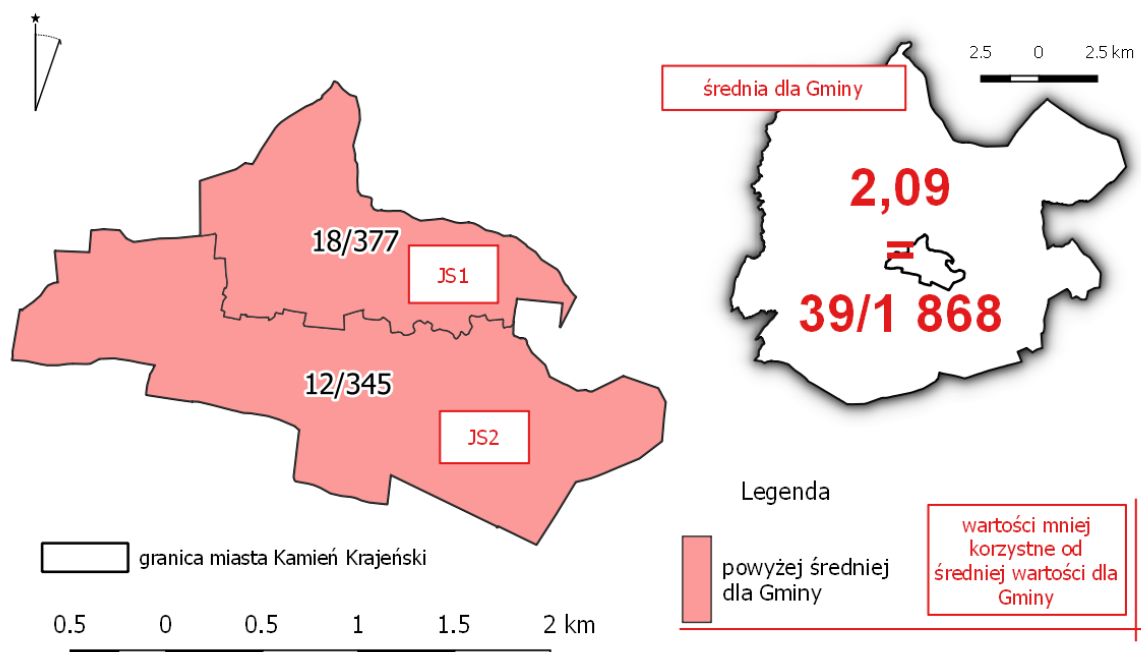 2.5 0 2.5 km
średnia dla Gminy
2,09
=
39/1 868
18/377
JS1
12/345
JS2
granica miasta Kamień Krajeński
0.5 0 0.5 1 1.5 2 km
Legenda
powyżej średniej
dla Gminy
wartości mniej
korzystne od
średniej wartości dla
Gminy